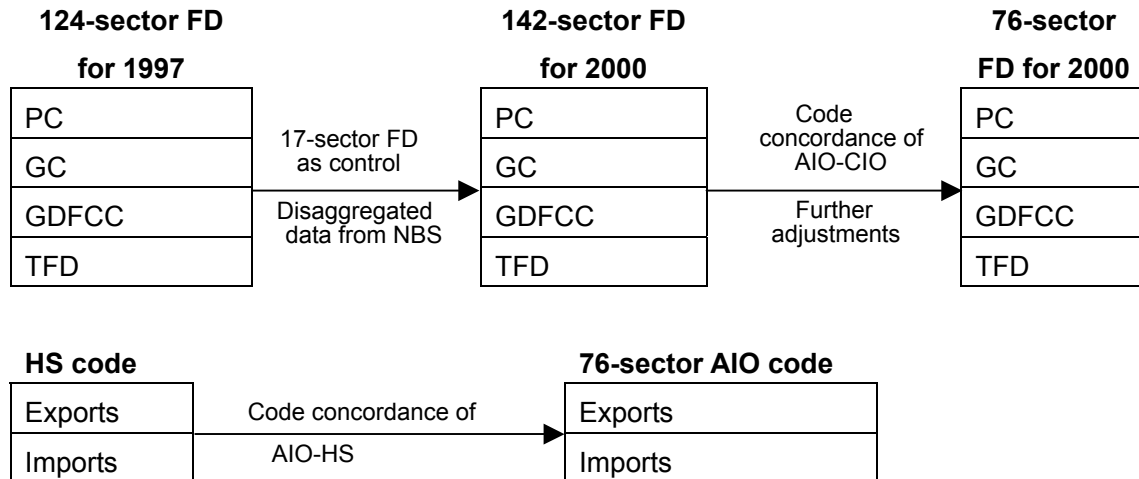 124-sector FD
for 1997
PC
GC
GDFCC
TFD
17-sector FD
as control
Disaggregated
data from NBS
142-sector FD
for 2000
PC
GC
GDFCC
TFD
Code
concordance of
AIO-CIO
Further
adjustments
76-sector
FD for 2000
PC
GC
GDFCC
TFD
HS code
Exports
Imports
Code concordance of
AIO-HS
76-sector AIO code
Exports
Imports